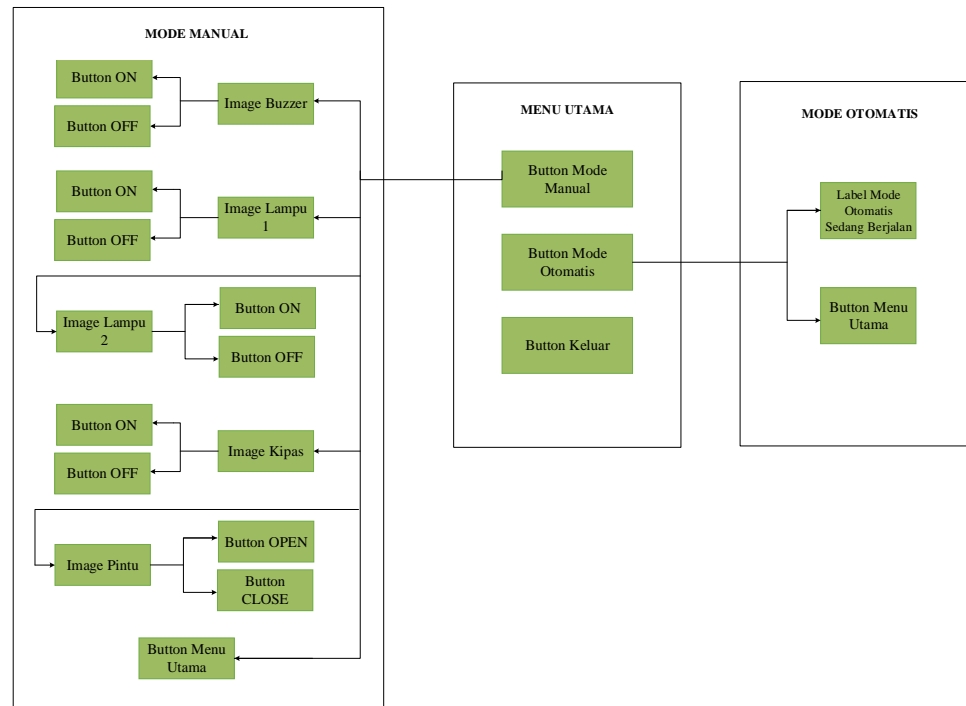 MODE MANUAL
Button ON
Image Buzzer
Button OFF
Button ON
Image Lampu
1
Button OFF
Button ON
Image Lampu
2
Button OFF
Button ON
Image Kipas
Button OFF
Button OPEN
Image Pintu
Button
CLOSE
Button Menu
Utama
MENU UTAMA
Button Mode
Manual
Button Mode
Otomatis
Button Keluar
MODE OTOMATIS
Label Mode
Otomatis
Sedang Berjalan
Button Menu
Utama